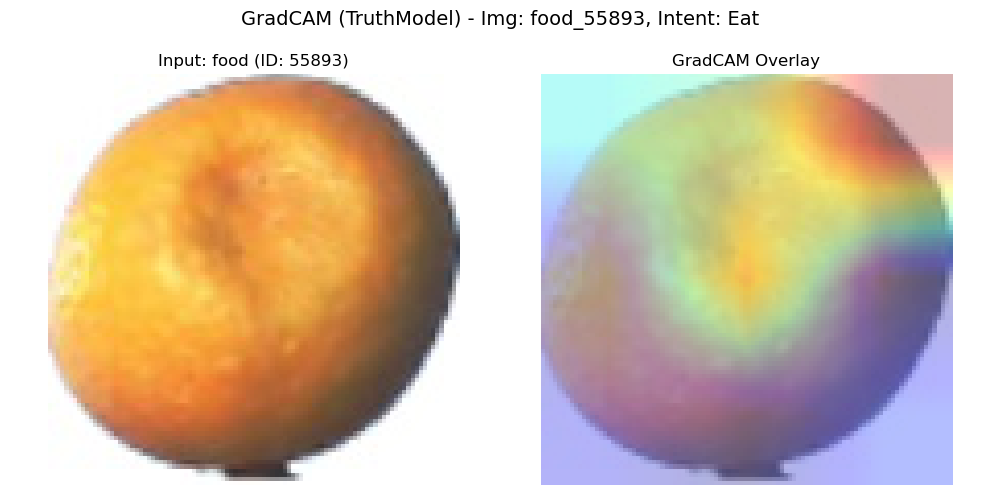 GradCAM (TruthModel) - Img: food_55893, Intent: Eat
Input: food (ID: 55893)
GradCAM Overlay